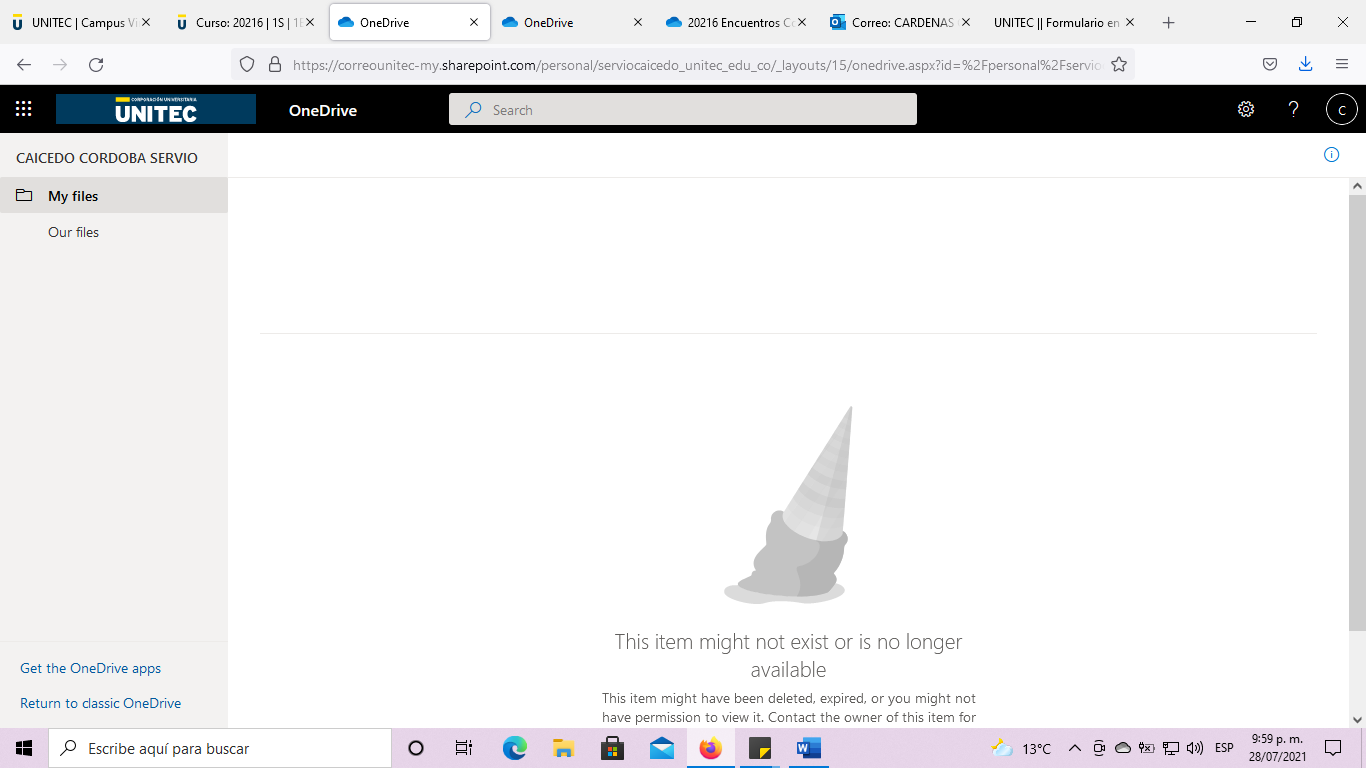 UNITEC | Campus Vi
Curso: 20216 | 1S | 1B
OneDrive
OneDrive
20216 Encuentros Co
Correo: CARDENAS
UNITEC || Formulario en
https://correounitec-my.sharepoint.com/personal/serviocaicedo_unitec_edu_co/_layouts/15/onedrive.aspx?id=%2Fpersonal%2Fservio
CORPORACIÓN UNIVERSITARIA
UNITEC
OneDrive
Search
?
C
CAICEDO CORDOBA SERVIO
My files
Our files
This item might not exist or is no longer
available
This item might have been deleted, expired, or you might not
have permission to view it. Contact the owner of this item for
Get the OneDrive apps
Return to classic OneDrive
Escribe aquí para buscar
13°C
ESP
9:59 p. m.
28/07/2021